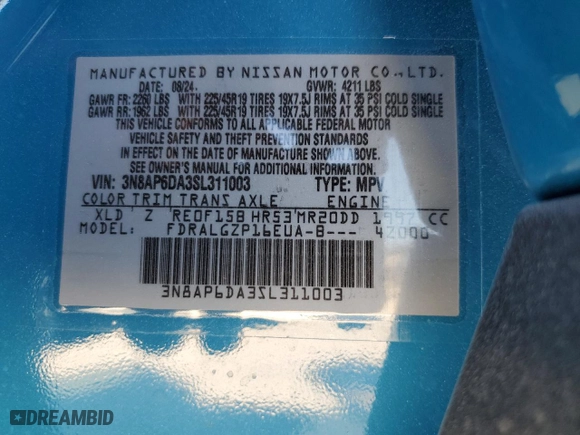 MANUFACTURED BY NISSAN MOTOR CO., LTD.
DATE: 08/24 GVWR: 4211 LBS
GAWR FR: 2260 LBS WITH 225/45R19 TIRES 19X7.5J RIMS AT 35 PSI COLD SINGLE
GAWR RR: 1962 LBS WITH 225/45R19 TIRES 19X7.5J RIMS AT 35 PSI COLD SINGLE
THIS VEHICLE CONFORMS TO ALL APPLICABLE FEDERAL MOTOR
VEHICLE SAFETY AND THEFT PREVENTION STANDARDS
IN EFFECT ON THE DATE OF MANUFACTURE SHOWN ABOVE.
SEE OWNER'S MANUAL FOR ADDITIONAL INFORMATION.
VIN: 3N8AP6DA3SL311003 TYPE: MPV
COLOR TRIM TRANS AXLE ENGINE
XLD Z RE0F15B HR53 MR20DD 1997 CC
MODEL: FDRALGZP16EUA-B--- 42000
3N8AP6DA3SL311003
DREAMBID